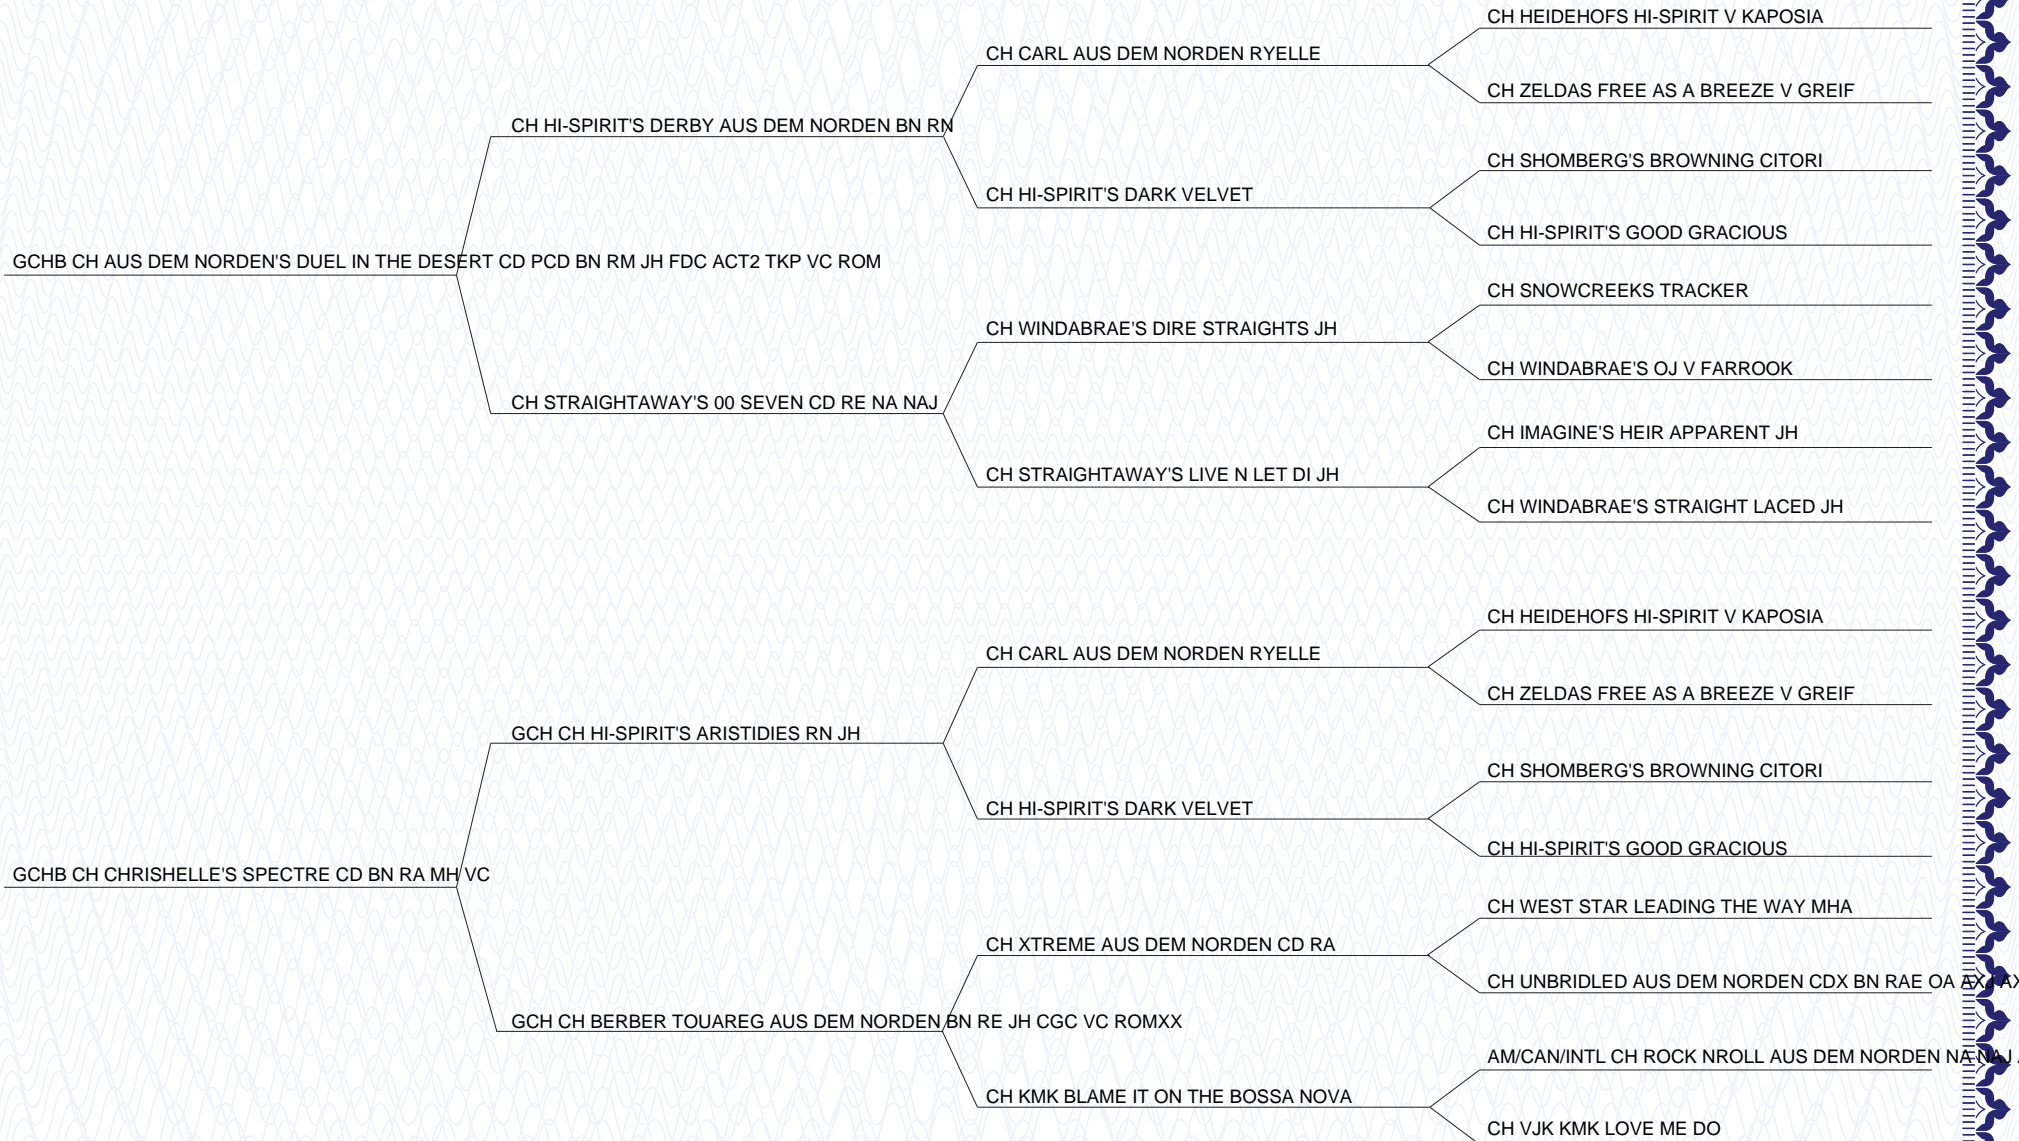 CH HEIDEHOFS HI-SPIRIT V KAPOSIA
CH CARL AUS DEM NORDEN RYELLE
CH ZELDAS FREE AS A BREEZE V GREIF
CH HI-SPIRIT'S DERBY AUS DEM NORDEN BN RN
CH SHOMBERG'S BROWNING CITORI
CH HI-SPIRIT'S DARK VELVET
CH HI-SPIRIT'S GOOD GRACIOUS
GCHB CH AUS DEM NORDEN'S DUEL IN THE DESERT CD PCD BN RM JH FDC ACT2 TKP VC ROM
CH SNOWCREEKS TRACKER
CH WINDABRAE'S DIRE STRAIGHTS JH
CH WINDABRAE'S OJ V FARROOK
CH STRAIGHTAWAY'S 00 SEVEN CD RE NA NAJ
CH IMAGINE'S HEIR APPARENT JH
CH STRAIGHTAWAY'S LIVE N LET DI JH
CH WINDABRAE'S STRAIGHT LACED JH
CH HEIDEHOFS HI-SPIRIT V KAPOSIA
CH CARL AUS DEM NORDEN RYELLE
CH ZELDAS FREE AS A BREEZE V GREIF
GCH CH HI-SPIRIT'S ARISTIDIES RN JH
CH SHOMBERG'S BROWNING CITORI
CH HI-SPIRIT'S DARK VELVET
CH HI-SPIRIT'S GOOD GRACIOUS
GCHB CH CHRISHELLE'S SPECTRE CD BN RA MH VC
CH WEST STAR LEADING THE WAY MHA
CH XTREME AUS DEM NORDEN CD RA
CH UNBRIDLED AUS DEM NORDEN CDX BN RAE OA AXJ
GCH CH BERBER TOUAREG AUS DEM NORDEN BN RE JH CGC VC ROMXX
AM/CAN/INTL CH ROCK NROLL AUS DEM NORDEN NA NAJ
CH KMK BLAME IT ON THE BOSSA NOVA
CH VJK KMK LOVE ME DO